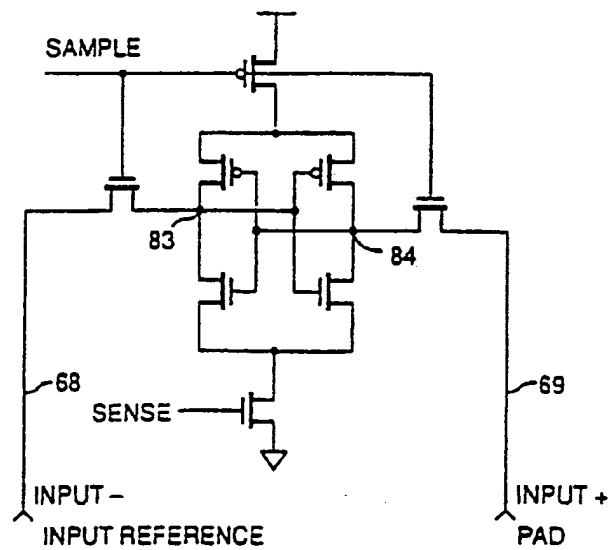 SAMPLE
83
84
68
69
SENSE
INPUT –
INPUT REFERENCE
INPUT +
PAD